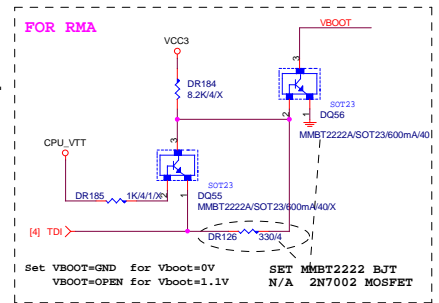 FOR RMA
VBOOT
VCC3
3
DR184
8.2K/4/X
2
1
SOT23
DQ56
MMBT2222A/SOT23/600mA/40
CPU_VTT
3
SOT23
DQ55
MMBT2222A/SOT23/600mA/40/X
DR185
1K/4/1/X
2
1
[4] TDI
DR126
330/4
Set VBOOT=GND for Vboot=0V
VBOOT=OPEN for Vboot=1.1V
SET MMBT2222 BJT
N/A 2N7002 MOSFET